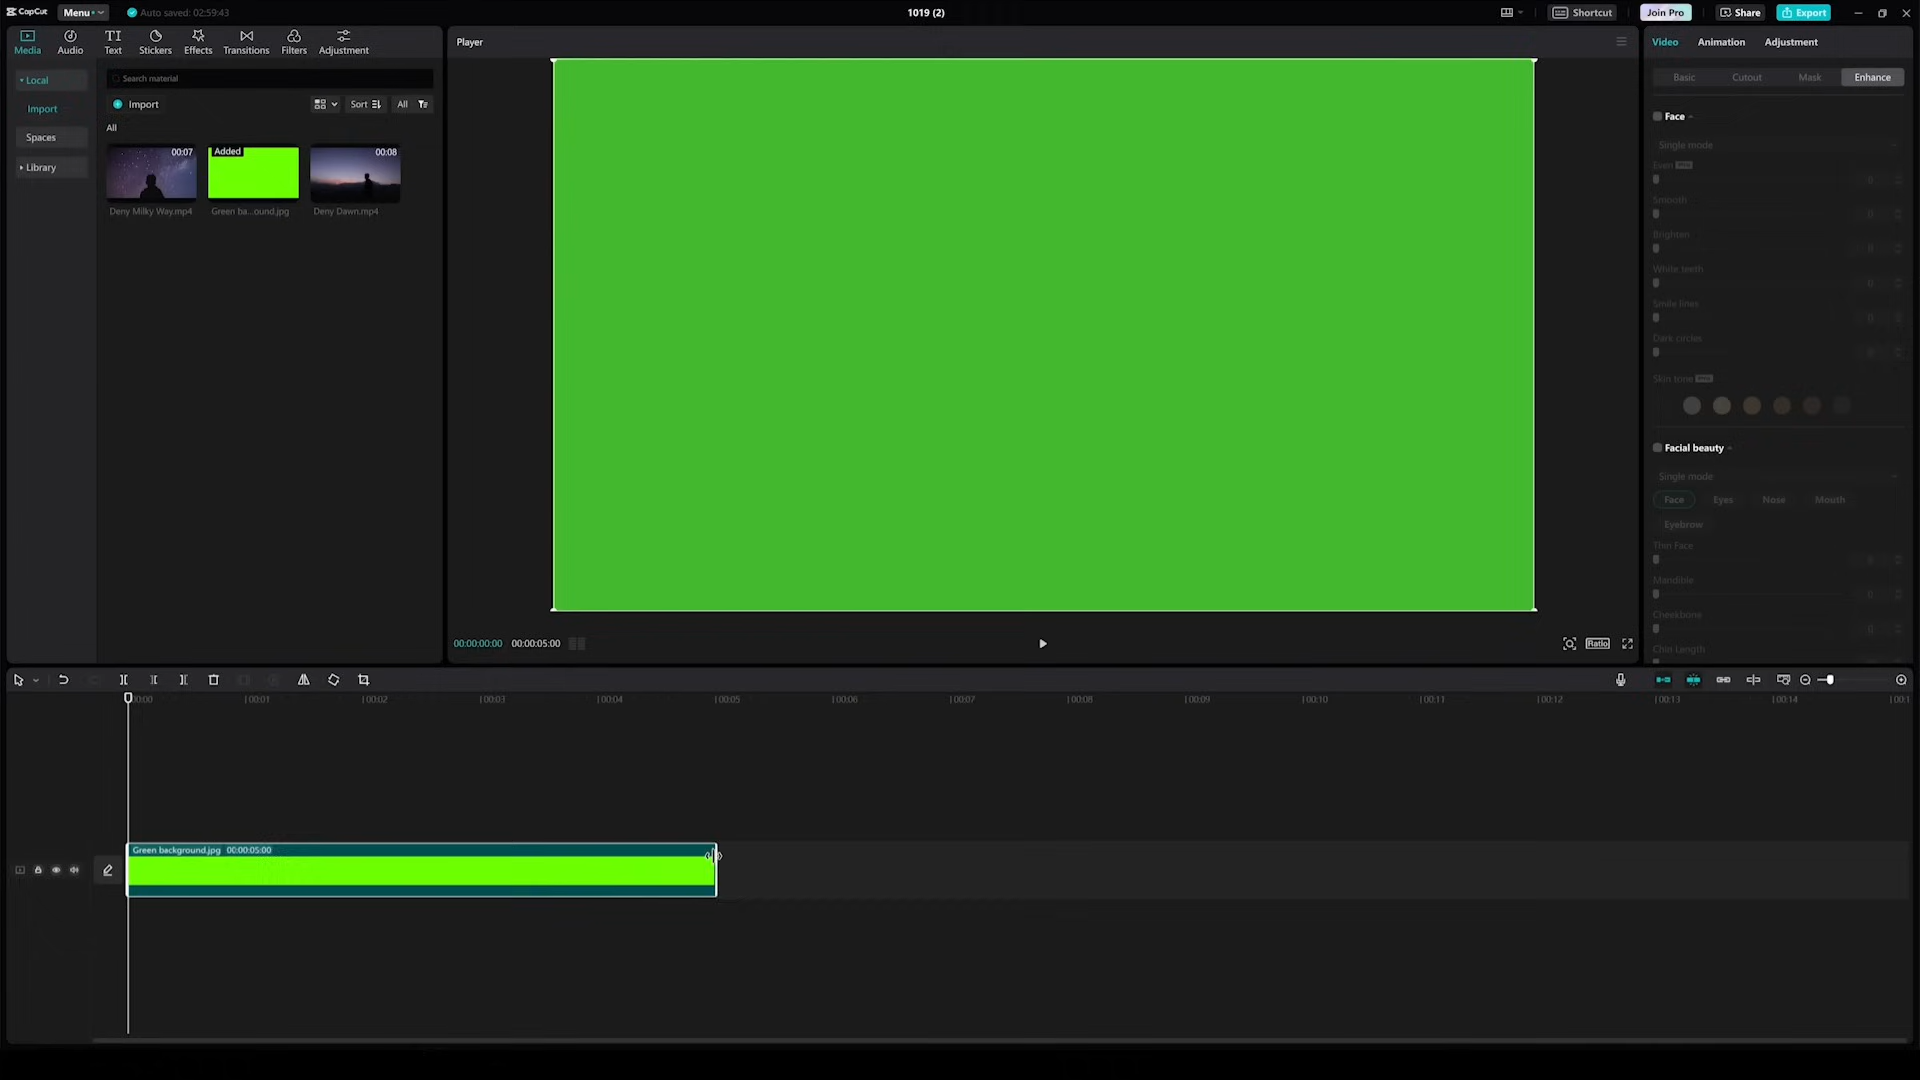 CapCut Menu Auto saved: 02:59:43 1019 (2) Shortcut Join Pro Share Export
Media Audio Text Stickers Effects Transitions Filters Adjustment
Local
Import
Spaces
Library
Search material
Import Sort All
All
00:07 Added 00:08
Deny Milky Way.mp4 Green ba...ound.jpg Deny Dawn.mp4
Player
00:00:00:00 00:00:05:00 Ratio
Video Animation Adjustment
Basic Cutout Mask Enhance
Face
Single mode
Even Pro
0
Smooth
0
Brighten
0
White teeth
0
Smile lines
0
Dark circles
Skin tone Pro
Facial beauty
Single mode
Face Eyes Nose Mouth
Eyebrow
Thin Face
Mandible
0
Cheekbone
Chin Length
00:00 00:01 00:02 00:03 00:04 00:05 00:06 00:07 00:08 00:09 00:10 00:11 00:12 00:13 00:14 00:1
Green background.jpg 00:00:05:00